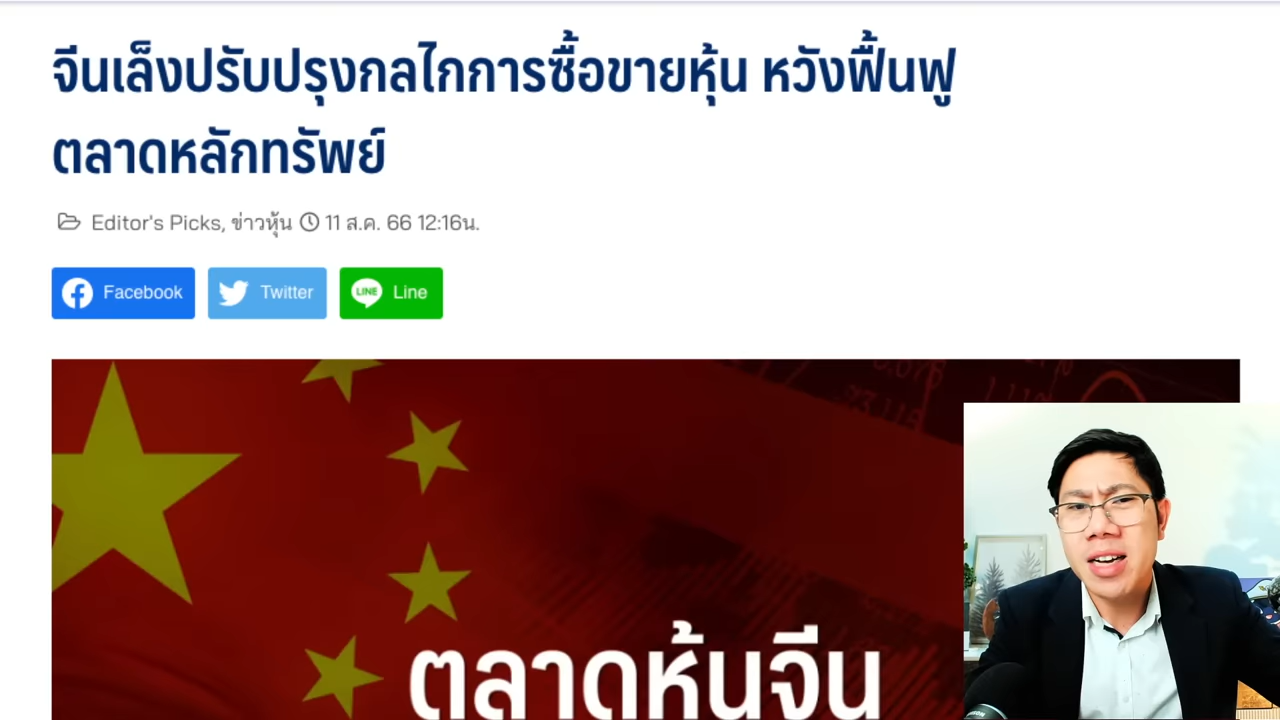 จีนเล็งปรับปรุงกลไกการซื้อขายหุ้น หวังฟื้นฟู
ตลาดหลักทรัพย์
Editor's Picks, ข่าวหุ้น 11 ส.ค. 66 12:16น.
Facebook Twitter LINE Line
ตลาดหุ้นจีน